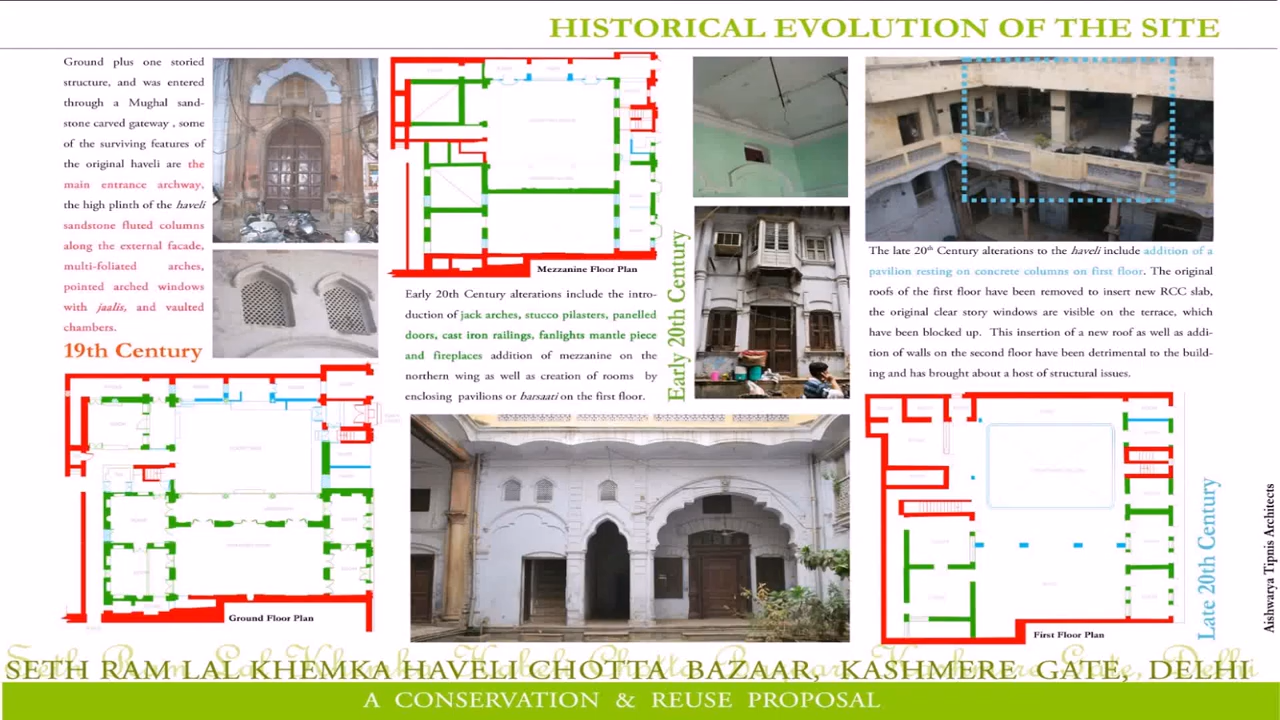 HISTORICAL EVOLUTION OF THE SITE
Ground plus one storied
structure, and was entered
through a Mughal sand-
stone carved gateway , some
of the surviving features of
the original haveli are the
main entrance archway,
the high plinth of the haveli
sandstone fluted columns
along the external facade,
multi-foliated arches,
pointed arched windows
with jaalis, and vaulted
chambers.
19th Century
Ground Floor Plan
Mezzanine Floor Plan
Early 20th Century alterations include the intro-
duction of jack arches, stucco pilasters, panelled
doors, cast iron railings, fanlights mantle piece
and fireplaces addition of mezzanine on the
northern wing as well as creation of rooms by
enclosing pavilions or barsaati on the first floor.
Early 20th Century
The late 20th Century alterations to the haveli include addition of a
pavilion resting on concrete columns on first floor. The original
roofs of the first floor have been removed to insert new RCC slab,
the original clear story windows are visible on the terrace, which
have been blocked up. This insertion of a new roof as well as addi-
tion of walls on the second floor have been detrimental to the build-
ing and has brought about a host of structural issues.
First Floor Plan
Late 20th Century
Aishwarya Tipnis Architects
SETH RAM LAL KHEMKA HAVELI CHOTTA BAZAAR, KASHMERE GATE, DELHI
A CONSERVATION & REUSE PROPOSAL